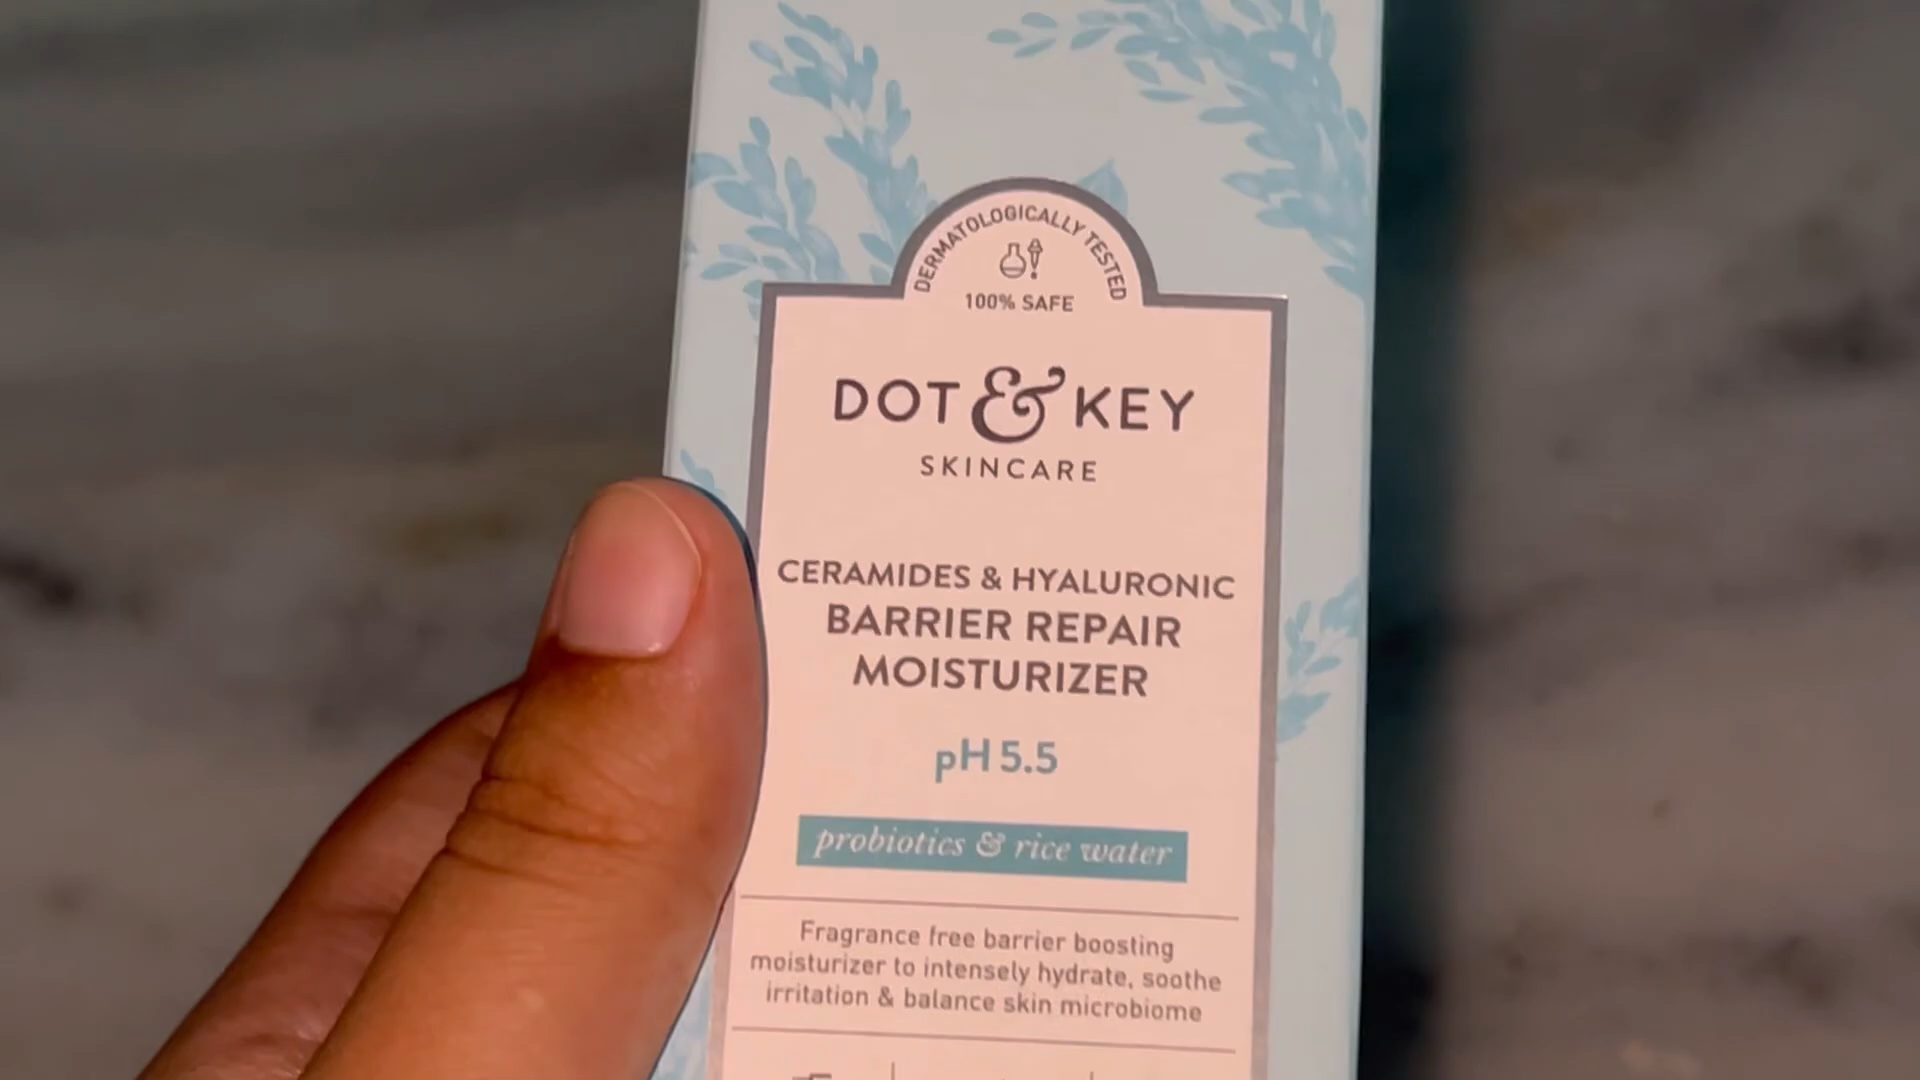 DERMATOLOGICALLY TESTED
100% SAFE
DOT & KEY
SKINCARE
CERAMIDES & HYALURONIC
BARRIER REPAIR
MOISTURIZER
pH 5.5
probiotics & rice water
Fragrance free barrier boosting
moisturizer to intensely hydrate, soothe
irritation & balance skin microbiome